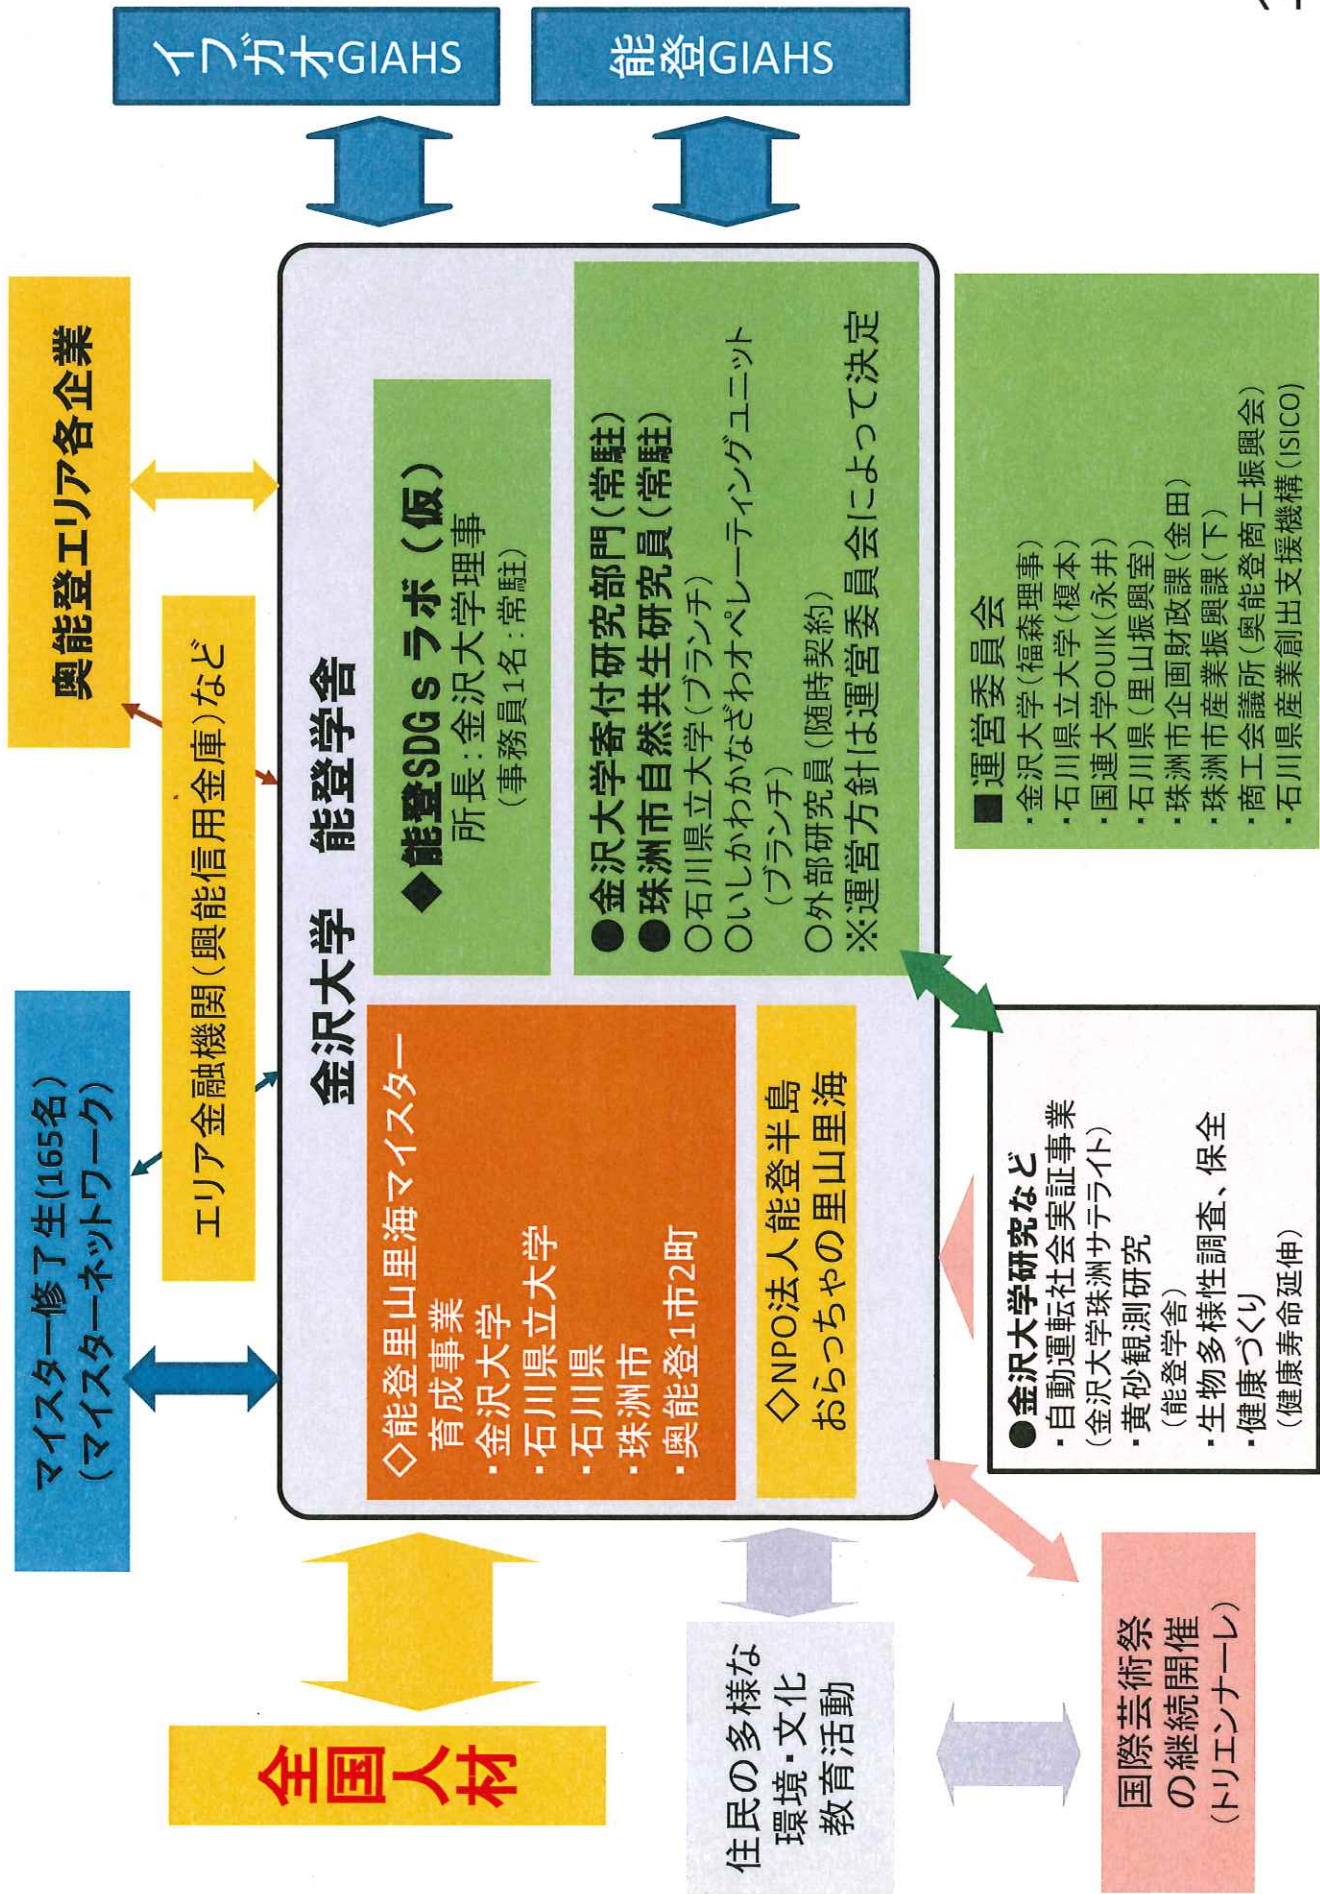 マイスター修了生(165名)
(マイスターネットワーク)
奥能登エリア各企業
エリア金融機関(興能信用金庫)など
全国人材
金沢大学　能登学舎
◇能登里山里海マイスター
育成事業
・金沢大学
・石川県立大学
・石川県
・珠洲市
・奥能登1市2町
◆能登SDGsラボ(仮)
所長:金沢大学理事
(事務員1名:常駐)
イフガオGIAHS
●金沢大学寄付研究部門(常駐)
●珠洲市自然共生研究員(常駐)
○石川県立大学(ブランチ)
○いしかわかなざわオペレーティングユニット
(ブランチ)
○外部研究員(随時契約)
※運営方針は運営委員会によって決定
能登GIAHS
◇NPO法人能登半島
おらっちゃの里山里海
住民の多様な
環境・文化
教育活動
国際芸術祭
の継続開催
(トリエンナーレ)
●金沢大学研究など
・自動運転社会実証事業
(金沢大学珠洲サテライト)
・黄砂観測研究
(能登学舎)
・生物多様性調査、保全
・健康づくり
(健康寿命延伸)
■運営委員会
・金沢大学(福森理事)
・石川県立大学(榎本)
・国連大学OUIK(永井)
・石川県(里山振興室)
・珠洲市企画財政課(金田)
・珠洲市産業振興課(下)
・商工会議所(奥能登商工振興会)
・石川県産業創出支援機構(ISICO)